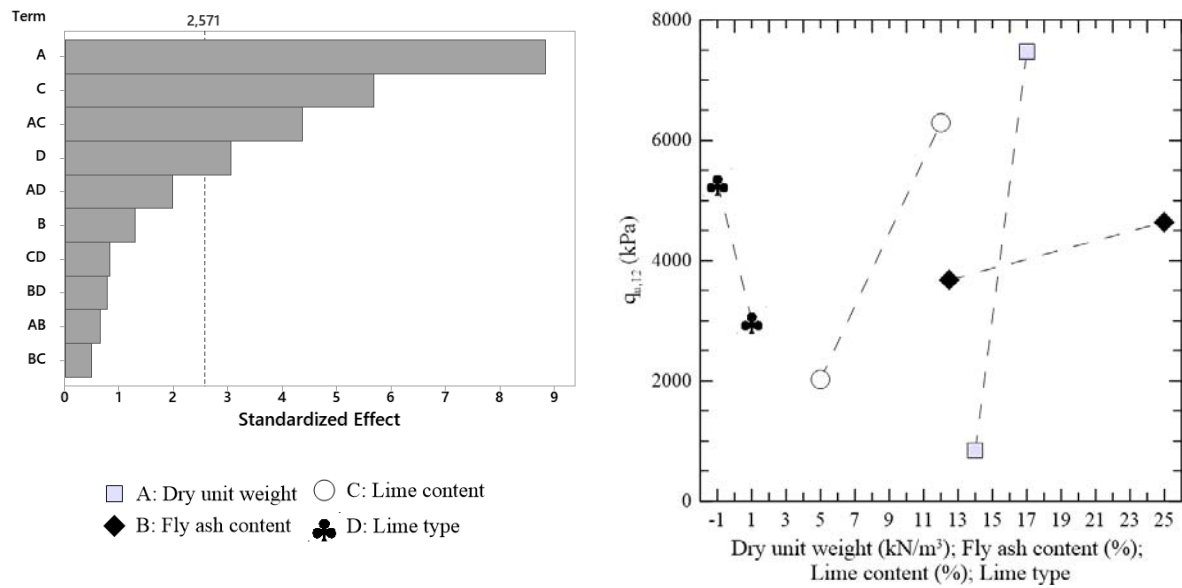 Term
2,571
A
C
AC
D
AD
B
CD
BD
AB
BC
0 1 2 3 4 5 6 7 8 9
Standardized Effect
A: Dry unit weight
C: Lime content
B: Fly ash content
D: Lime type
8000
6000
4000
2000
0
qu,12 (kPa)
-1 1 3 5 7 9 11 13 15 17 19 21 23 25
Dry unit weight (kN/m³); Fly ash content (%);
Lime content (%); Lime type